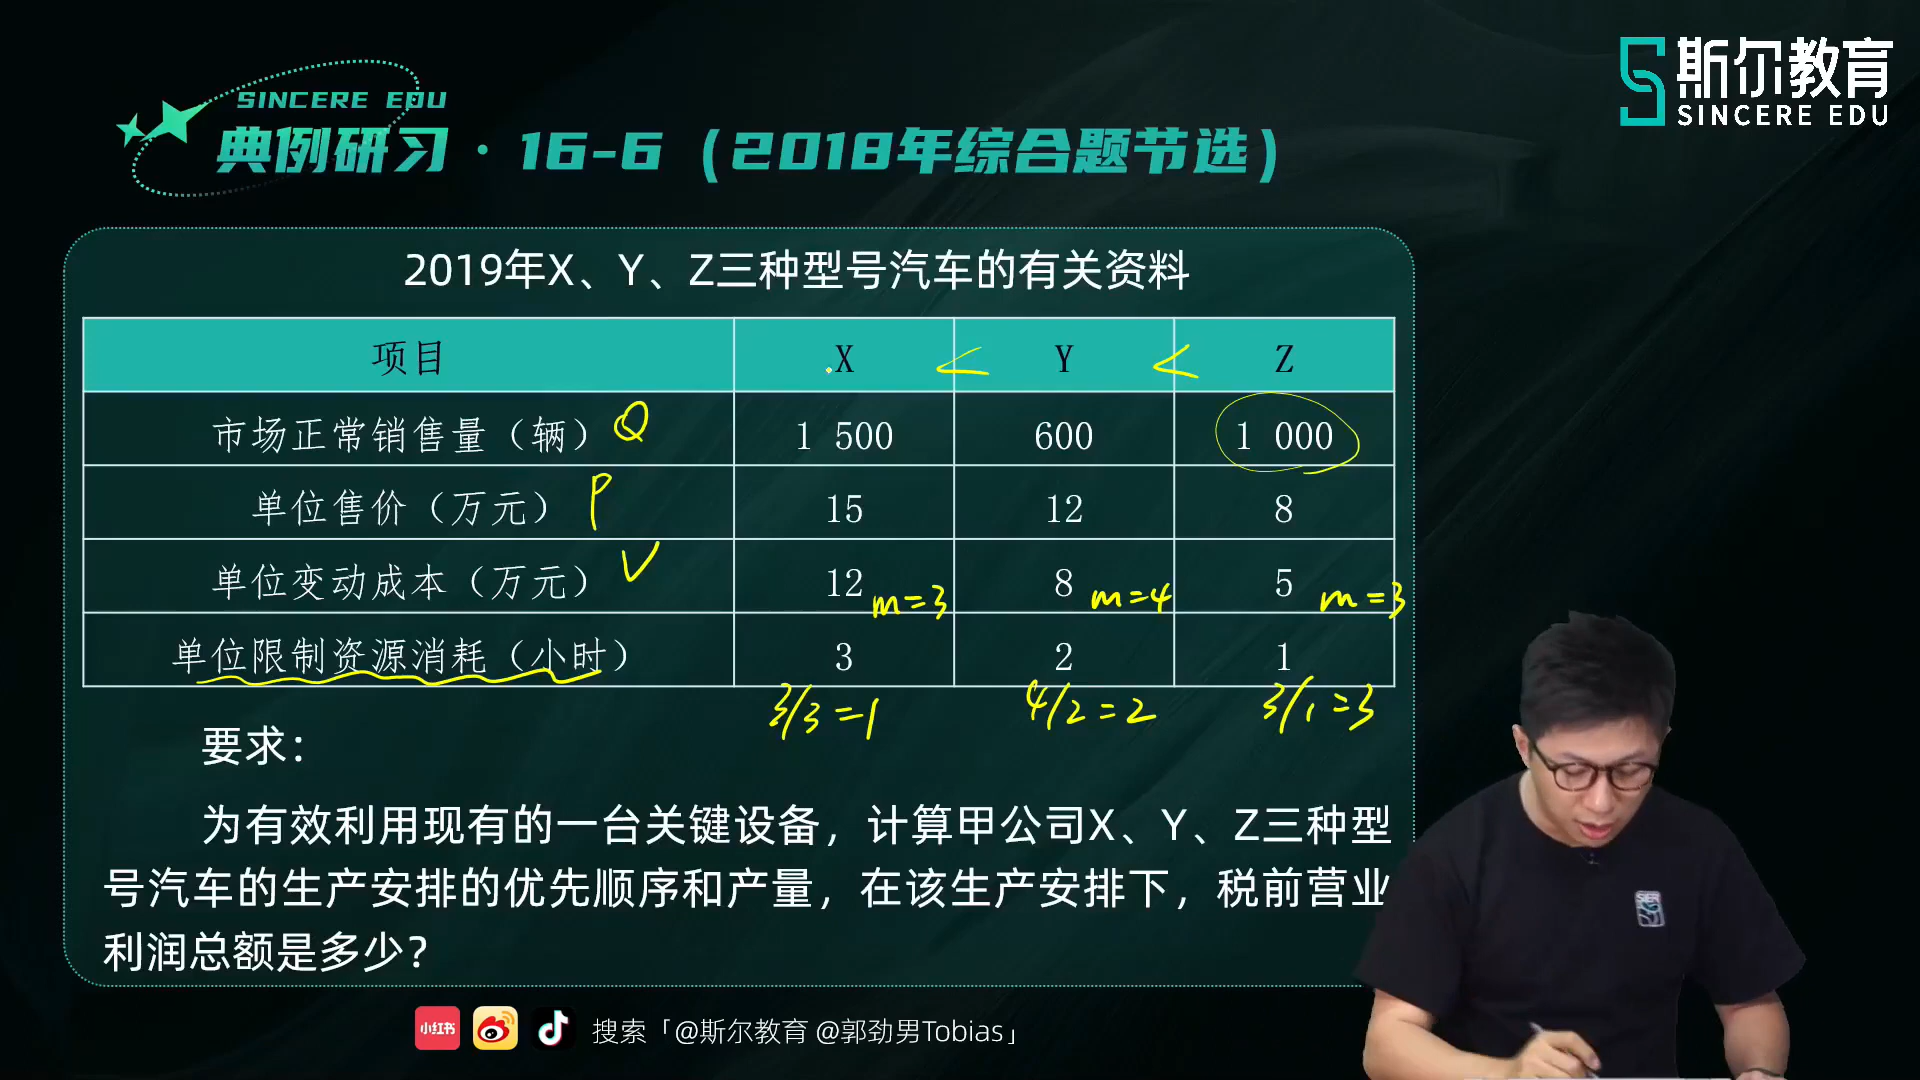 SINCERE EDU
典例研习·16-6（2018年综合题节选）
斯尔教育
SINCERE EDU
2019年X、Y、Z三种型号汽车的有关资料
项目 X < Y < Z
市场正常销售量（辆） Q 1 500 600 1 000
单位售价（万元） P 15 12 8
单位变动成本（万元） V 12 m=3 8 m=4 5 m=3
单位限制资源消耗（小时） 3 2 1
3/3=1 4/2=2 3/1=3
要求：
为有效利用现有的一台关键设备，计算甲公司X、Y、Z三种型
号汽车的生产安排的优先顺序和产量，在该生产安排下，税前营业
利润总额是多少？
小红书 搜索「@斯尔教育 @郭劲男Tobias」